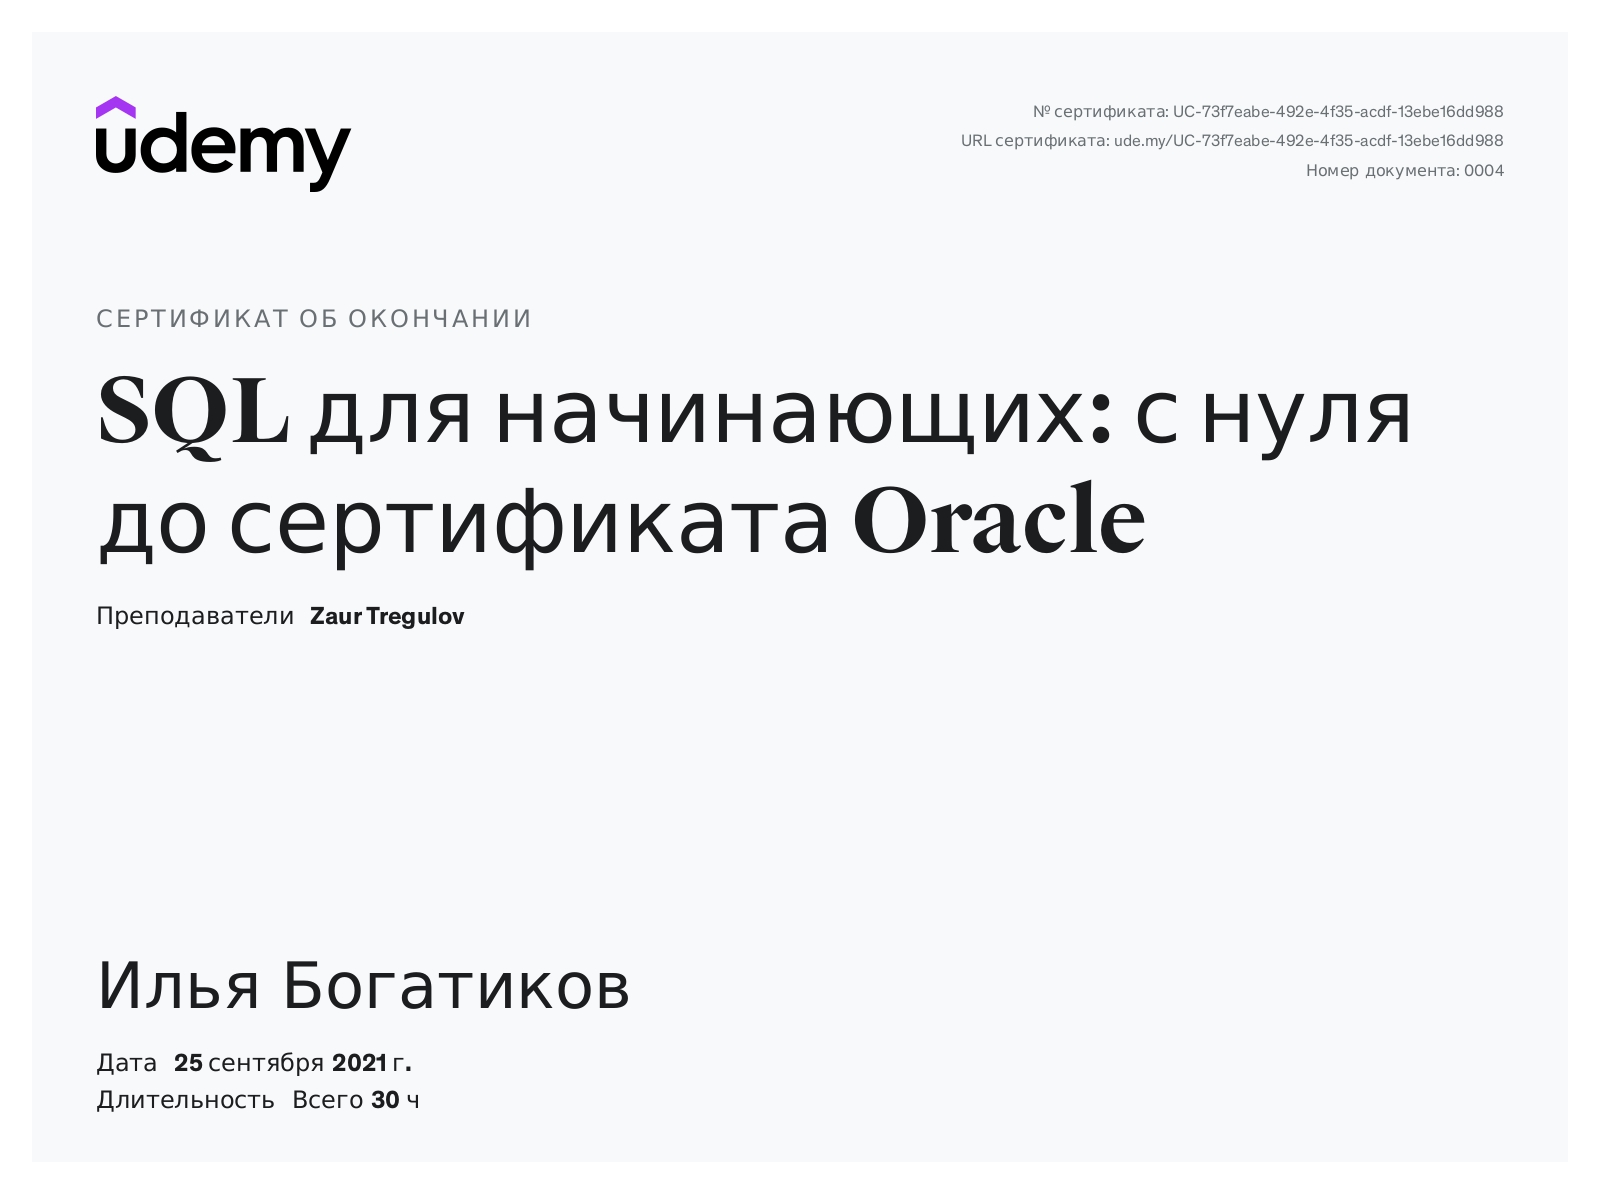 udemy
№ сертификата: UC-73f7eabe-492e-4f35-acdf-13ebe16dd988
URL сертификата: ude.my/UC-73f7eabe-492e-4f35-acdf-13ebe16dd988
Номер документа: 0004
СЕРТИФИКАТ ОБ ОКОНЧАНИИ
SQL для начинающих: с нуля
до сертификата Oracle
Преподаватели Zaur Tregulov
Илья Богатиков
Дата 25 сентября 2021 г.
Длительность Всего 30 ч